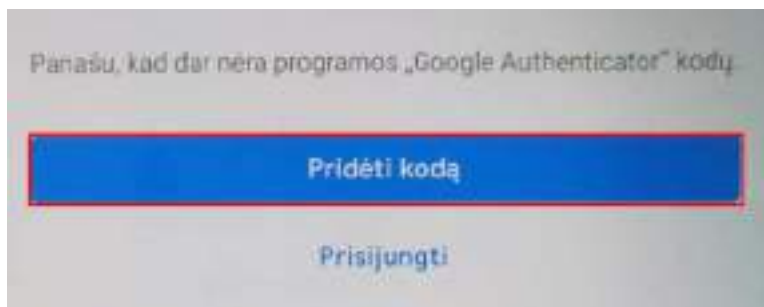 Panašu, kad dar nėra programos „Google Authenticator“ kodų.
Pridėti kodą
Prisijungti